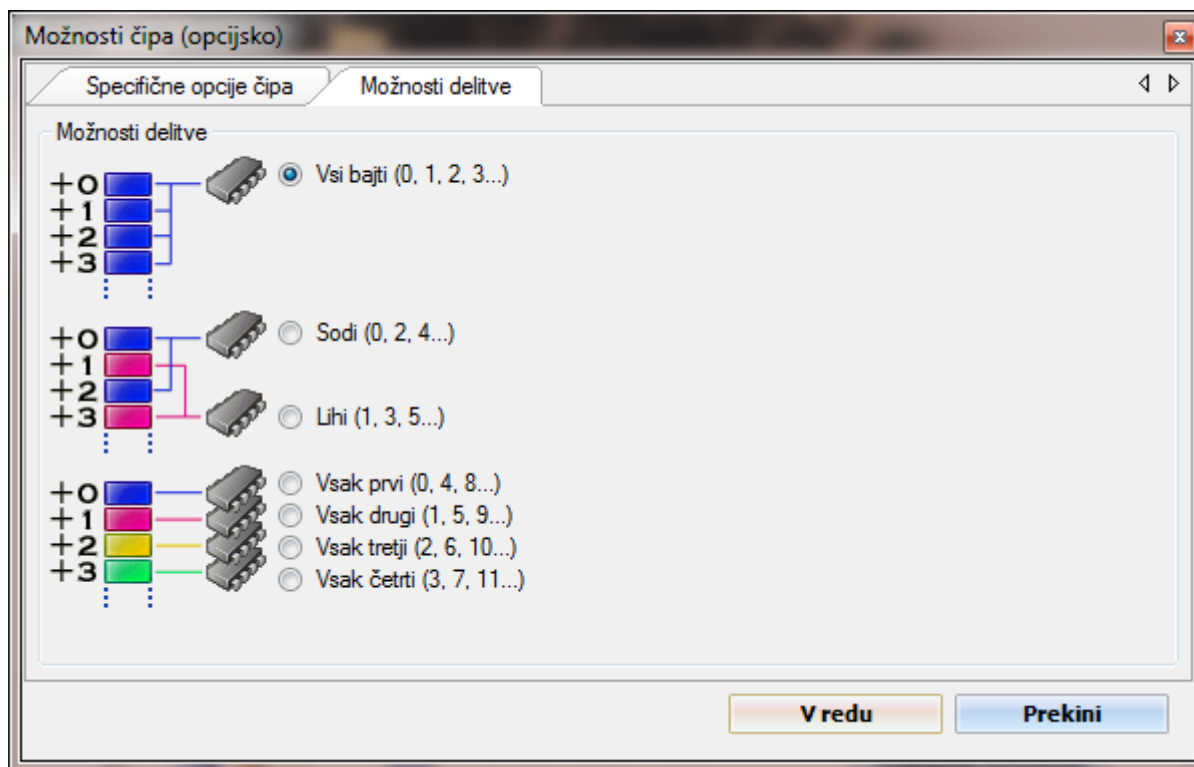 Možnosti čipa (opcijsko)
Specifične opcije čipa
Možnosti delitve
Možnosti delitve
+0
+1
+2
+3
Vsi bajti (0, 1, 2, 3...)
+0
+1
+2
+3
Sodi (0, 2, 4...)
Lihi (1, 3, 5...)
+0
+1
+2
+3
Vsak prvi (0, 4, 8...)
Vsak drugi (1, 5, 9...)
Vsak tretji (2, 6, 10...)
Vsak četrti (3, 7, 11...)
V redu
Prekini